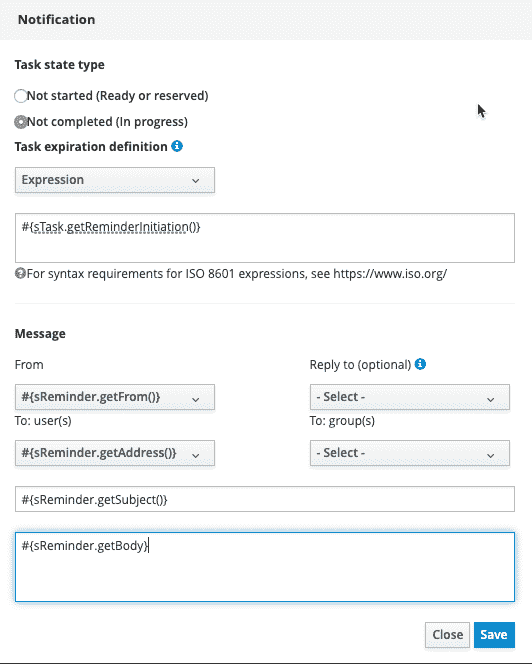 Notification
Task state type
Not started (Ready or reserved)
Not completed (In progress)
Task expiration definition
Expression
#{sTask.getReminderInitiation()}
For syntax requirements for ISO 8601 expressions, see https://www.iso.org/
Message
From
Reply to (optional)
#{sReminder.getFrom()}
- Select -
To: user(s)
To: group(s)
#{sReminder.getAddress()}
- Select -
#{sReminder.getSubject()}
#{sReminder.getBody}
Close
Save